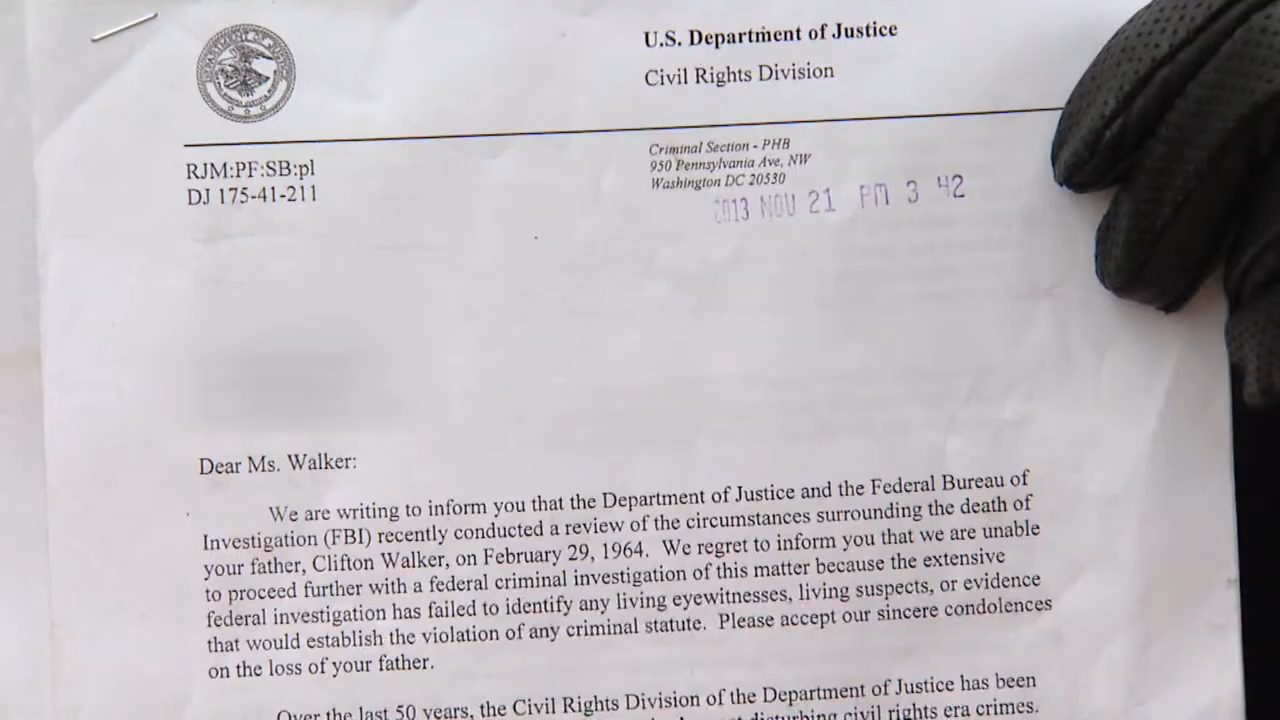 U.S. Department of Justice
Civil Rights Division
RJM:PF:SB:pl
DJ 175-41-211
Criminal Section - PHB
950 Pennsylvania Ave, NW
Washington DC 20530
2013 NOV 21 PM 3 42
Dear Ms. Walker:
We are writing to inform you that the Department of Justice and the Federal Bureau of
Investigation (FBI) recently conducted a review of the circumstances surrounding the death of
your father, Clifton Walker, on February 29, 1964. We regret to inform you that we are unable
to proceed further with a federal criminal investigation of this matter because the extensive
federal investigation has failed to identify any living eyewitnesses, living suspects, or evidence
that would establish the violation of any criminal statute. Please accept our sincere condolences
on the loss of your father.
Over the last 50 years, the Civil Rights Division of the Department of Justice has been
disturbing civil rights era crimes.